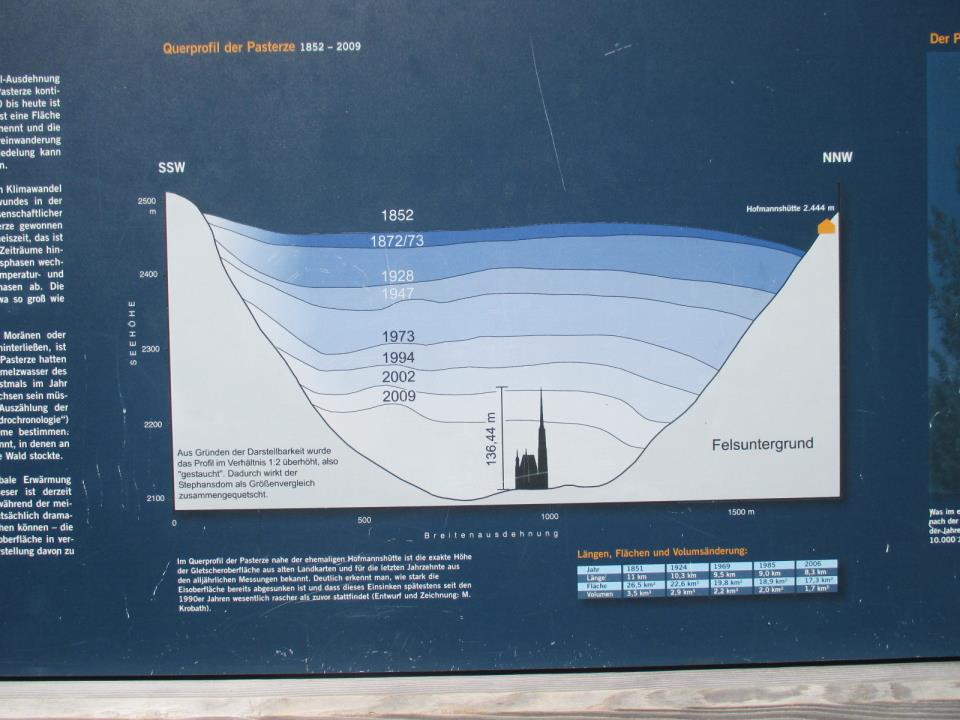 Querprofil der Pasterze 1852 – 2009
Der P
l-Ausdehnung
Pasterze konti-
0 bis heute ist
st eine Fläche
nennt und die
einwanderung
edelung kann
n.
n Klimawandel
wundes in der
senschaftlicher
erze gewonnen
neiszeit, das ist
Zeiträume hin-
sphasen wech-
mperatur- und
hasen ab. Die
wa so groß wie
Moränen oder
hinterließen, ist
Pasterze hatten
melzwasser des
stmals im Jahr
chsen sein müs-
Auszählung der
drochronologie“)
me bestimmen.
nnt, in denen an
e Wald stockte.
bale Erwärmung
eser ist derzeit
während der mei-
tsächlich drama-
hen können – die
oberfläche in ver-
rstellung davon zu
SSW
NNW
2500
m
2400
2300
2200
2100
SEEHÖHE
Hofmannshütte 2.444 m
1852
1872/73
1928
1947
1973
1994
2002
2009
136,44 m
Felsuntergrund
Aus Gründen der Darstellbarkeit wurde
das Profil im Verhältnis 1:2 überhöht, also
"gestaucht". Dadurch wirkt der
Stephansdom als Größenvergleich
zusammengequetscht.
0
500
1000
1500 m
Breitenausdehnung
Im Querprofil der Pasterze nahe der ehemaligen Hofmannshütte ist die exakte Höhe
der Gletscheroberfläche aus alten Landkarten und für die letzten Jahrzehnte aus
den alljährlichen Messungen bekannt. Deutlich erkennt man, wie stark die
Eisoberfläche bereits abgesunken ist und dass dieses Einsinken spätestens seit den
1990er Jahren wesentlich rascher als zuvor stattfindet (Entwurf und Zeichnung: M.
Krobath).
Längen, Flächen und Volumsänderung:
Jahr 1851 1924 1969 1985 2006
Länge 11 km 10,3 km 9,5 km 9,0 km 8,3 km
Fläche 26,5 km² 22,6 km² 19,8 km² 18,9 km² 17,3 km²
Volumen 3,5 km³ 2,9 km³ 2,2 km³ 2,0 km³ 1,7 km³
Was im e
nach der
der Jahre
10.000